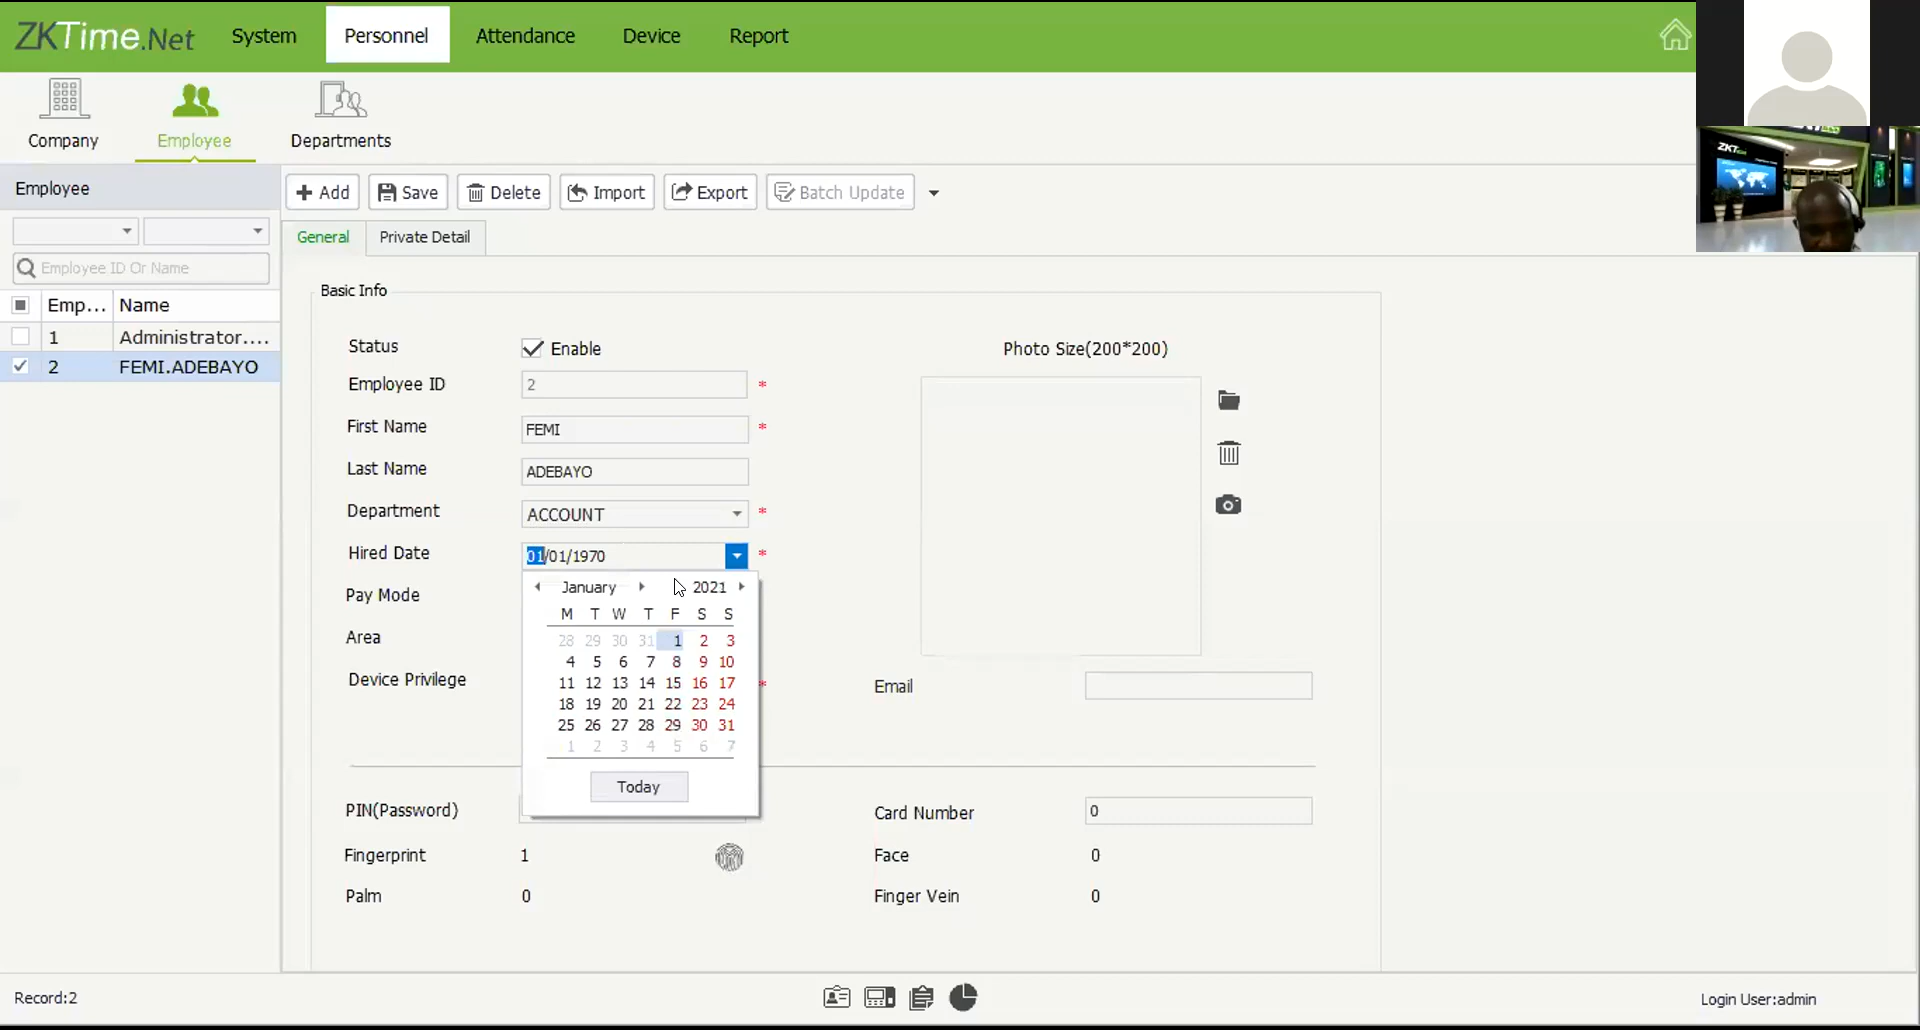 ZKTime.Net System Personnel Attendance Device Report
Company Employee Departments
Employee
Add Save Delete Import Export Batch Update
General Private Detail
Employee ID Or Name
Basic Info
Emp... Name
1 Administrator....
2 FEMI.ADEBAYO
Status Enable Photo Size(200*200)
Employee ID 2 *
First Name FEMI *
Last Name ADEBAYO
Department ACCOUNT *
Hired Date 01/01/1970 *
January 2021
Pay Mode
M T W T F S S
Area 28 29 30 31 1 2 3
4 5 6 7 8 9 10
Device Privilege 11 12 13 14 15 16 17 * Email
18 19 20 21 22 23 24
25 26 27 28 29 30 31
1 2 3 4 5 6 7
Today
PIN(Password) Card Number 0
Fingerprint 1 Face 0
Palm 0 Finger Vein 0
Record:2 Login User:admin